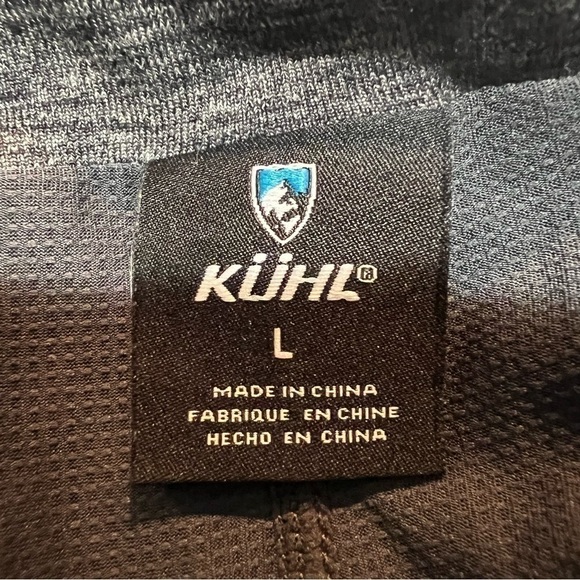 KÜHL®
L
MADE IN CHINA
FABRIQUE EN CHINE
HECHO EN CHINA